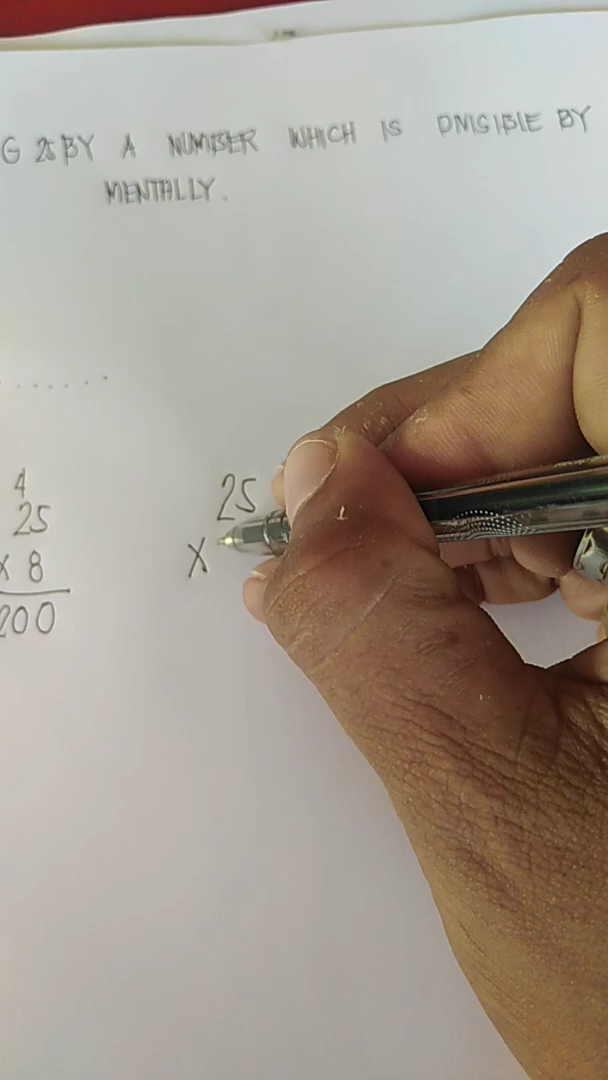 G 25 BY A NUMBER WHICH IS DIVISIBLE BY
MENTALLY.
.......
4
25
x 8
200
25
x